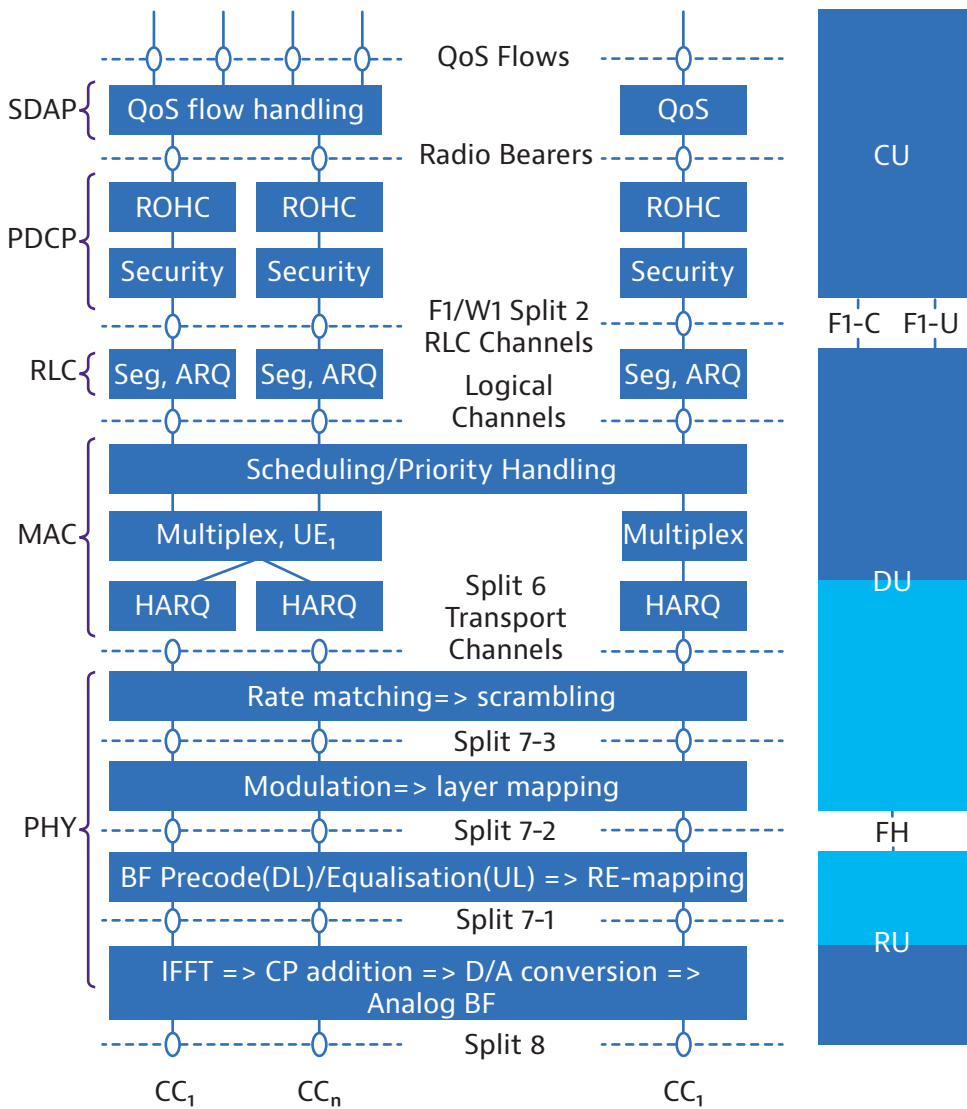 QoS Flows
SDAP
QoS flow handling
QoS
Radio Bearers
CU
PDCP
ROHC
ROHC
ROHC
Security
Security
Security
F1/W1 Split 2
RLC Channels
F1-C
F1-U
RLC
Seg, ARQ
Seg, ARQ
Seg, ARQ
Logical
Channels
MAC
Scheduling/Priority Handling
Multiplex, UE₁
Multiplex
HARQ
HARQ
HARQ
Split 6
Transport
Channels
DU
PHY
Rate matching=> scrambling
Split 7-3
Modulation=> layer mapping
Split 7-2
FH
BF Precode(DL)/Equalisation(UL) => RE-mapping
Split 7-1
RU
IFFT => CP addition => D/A conversion =>
Analog BF
Split 8
CC₁
CCₙ
CC₁